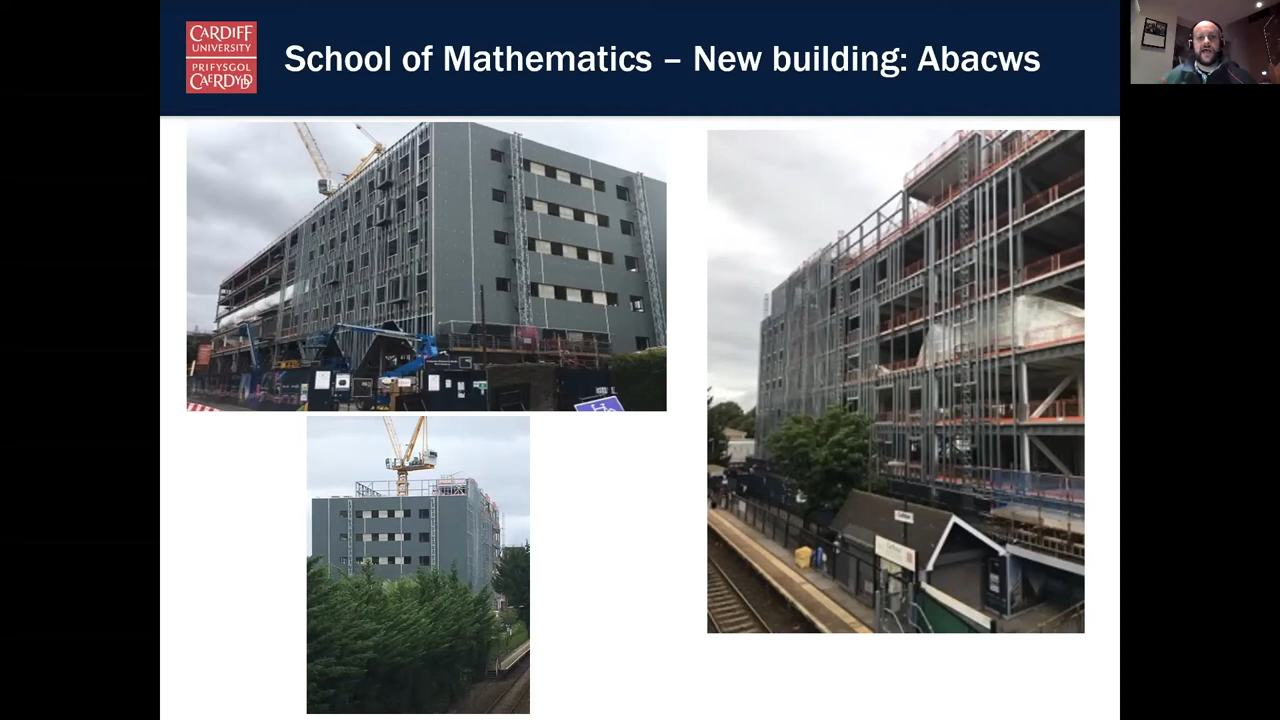 CARDIFF
UNIVERSITY
PRIFYSGOL
CAERDYDD
School of Mathematics – New building: Abacws